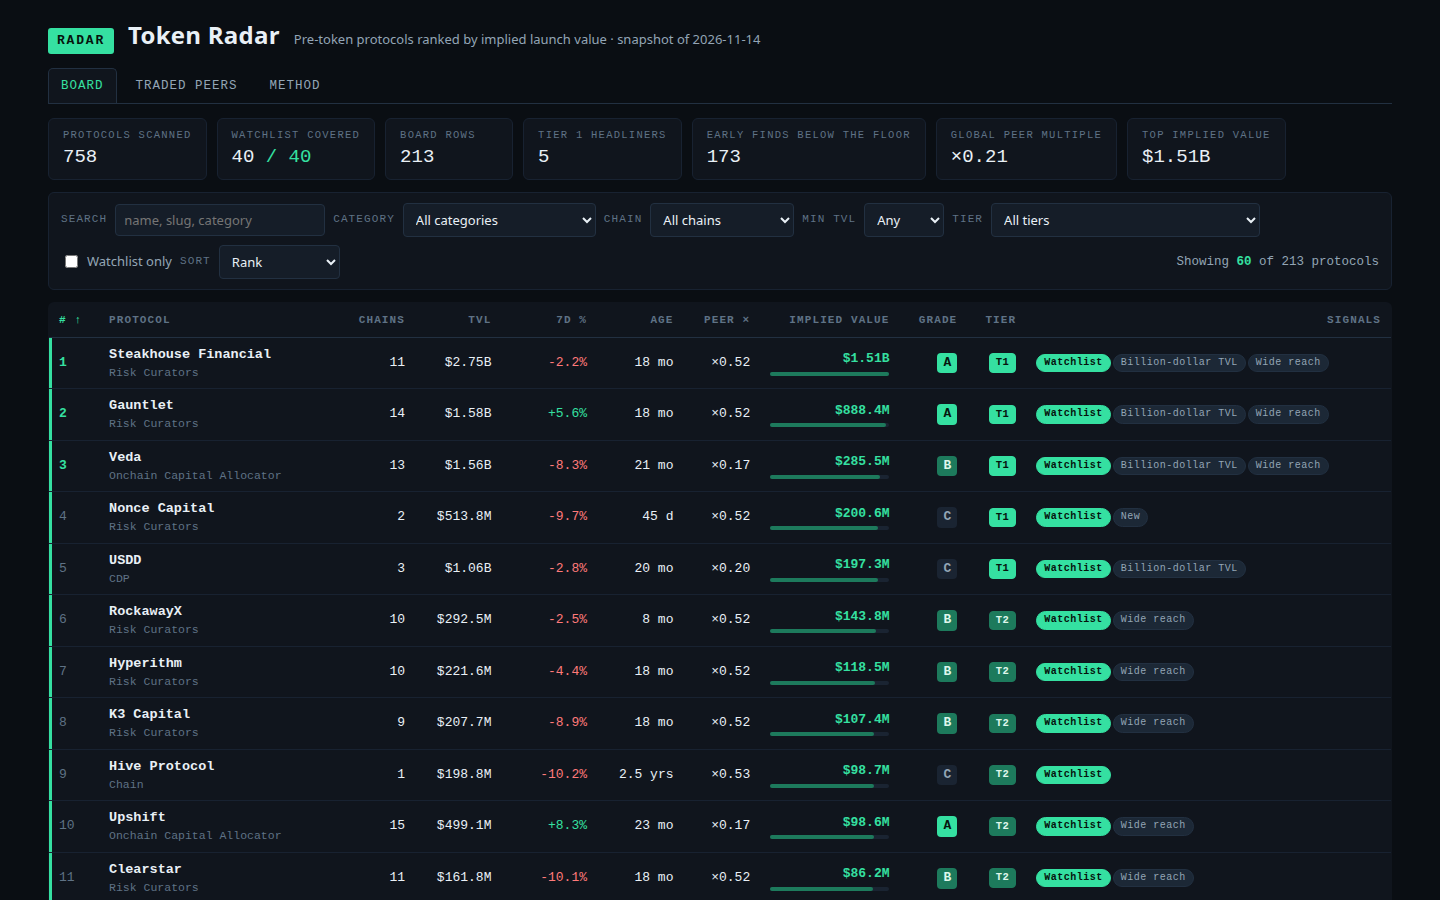 RADAR Token Radar Pre-token protocols ranked by implied launch value · snapshot of 2026-11-14
BOARD TRADED PEERS METHOD
PROTOCOLS SCANNED WATCHLIST COVERED BOARD ROWS TIER 1 HEADLINERS EARLY FINDS BELOW THE FLOOR GLOBAL PEER MULTIPLE TOP IMPLIED VALUE
758 40 / 40 213 5 173 ×0.21 $1.51B
SEARCH name, slug, category CATEGORY All categories CHAIN All chains MIN TVL Any TIER All tiers
Watchlist only SORT Rank Showing 60 of 213 protocols
# ↑ PROTOCOL CHAINS TVL 7D % AGE PEER × IMPLIED VALUE GRADE TIER SIGNALS
1 Steakhouse Financial 11 $2.75B -2.2% 18 mo ×0.52 $1.51B A T1 Watchlist Billion-dollar TVL Wide reach
Risk Curators
2 Gauntlet 14 $1.58B +5.6% 18 mo ×0.52 $888.4M A T1 Watchlist Billion-dollar TVL Wide reach
Risk Curators
3 Veda 13 $1.56B -8.3% 21 mo ×0.17 $285.5M B T1 Watchlist Billion-dollar TVL Wide reach
Onchain Capital Allocator
4 Nonce Capital 2 $513.8M -9.7% 45 d ×0.52 $200.6M C T1 Watchlist New
Risk Curators
5 USDD 3 $1.06B -2.8% 20 mo ×0.20 $197.3M C T1 Watchlist Billion-dollar TVL
CDP
6 RockawayX 10 $292.5M -2.5% 8 mo ×0.52 $143.8M B T2 Watchlist Wide reach
Risk Curators
7 Hyperithm 10 $221.6M -4.4% 18 mo ×0.52 $118.5M B T2 Watchlist Wide reach
Risk Curators
8 K3 Capital 9 $207.7M -8.9% 18 mo ×0.52 $107.4M B T2 Watchlist Wide reach
Risk Curators
9 Hive Protocol 1 $198.8M -10.2% 2.5 yrs ×0.53 $98.7M C T2 Watchlist
Chain
10 Upshift 15 $499.1M +8.3% 23 mo ×0.17 $98.6M A T2 Watchlist Wide reach
Onchain Capital Allocator
11 Clearstar 11 $161.8M -10.1% 18 mo ×0.52 $86.2M B T2 Watchlist Wide reach
Risk Curators